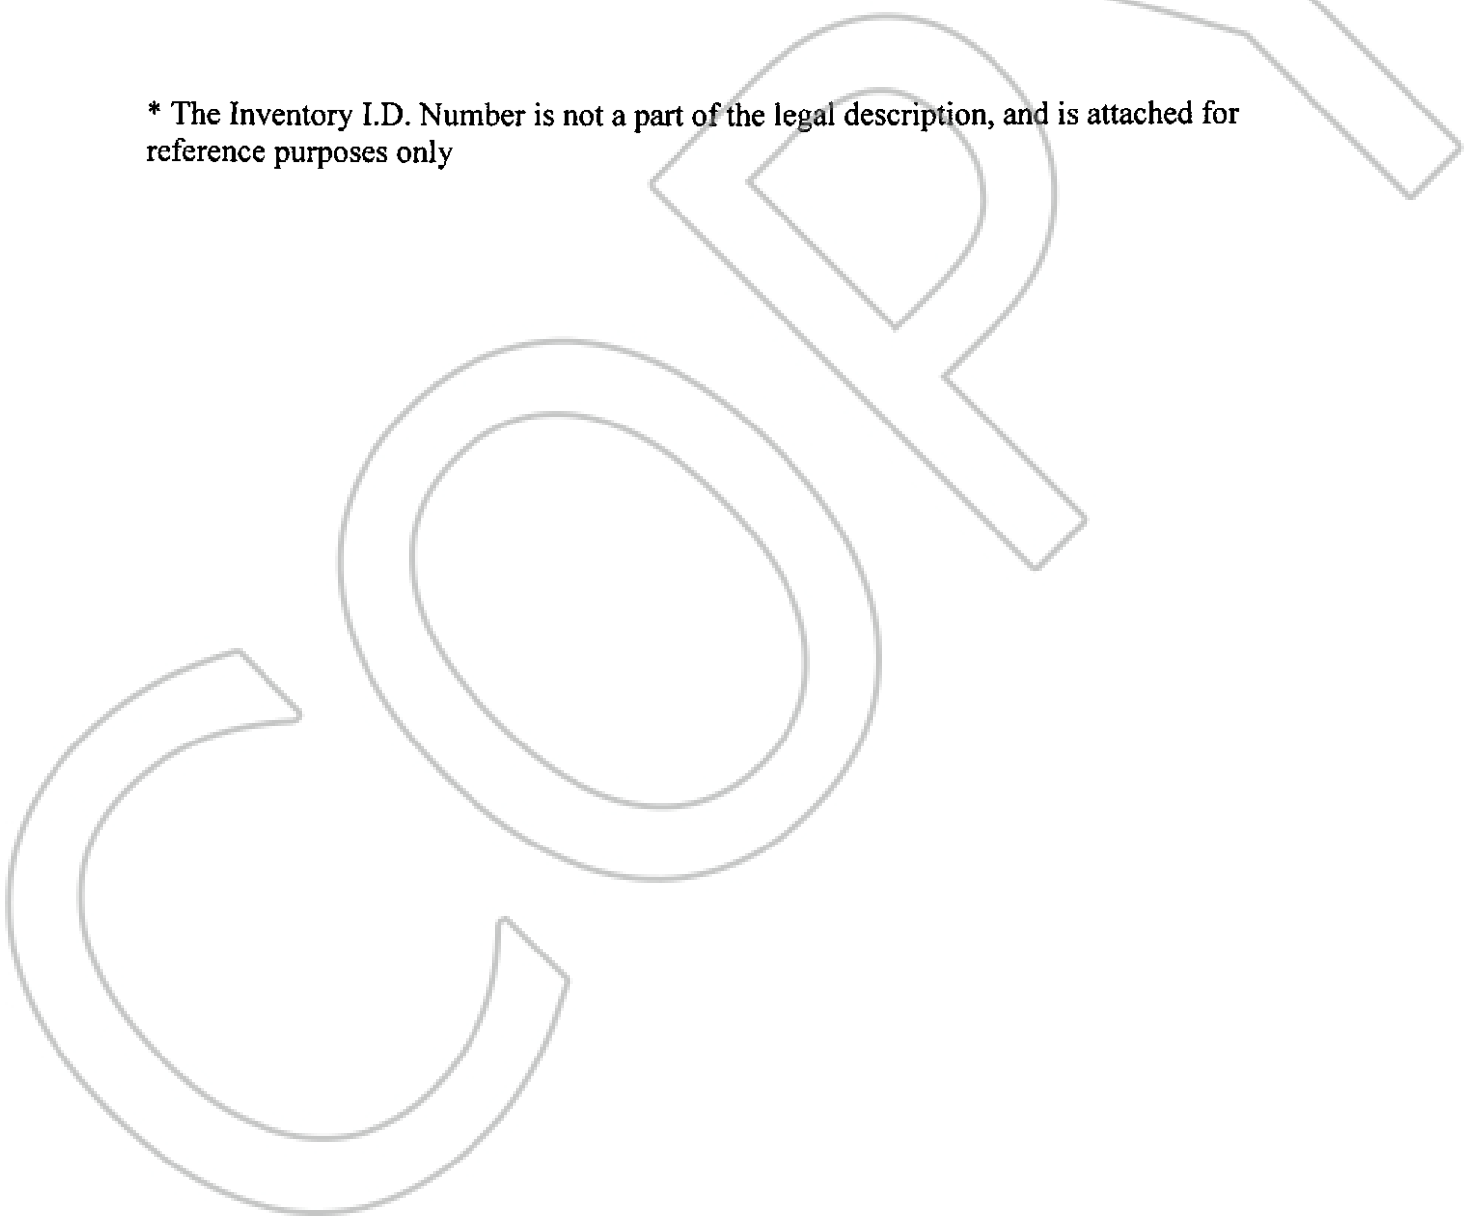 * The Inventory I.D. Number is not a part of the legal description, and is attached for
reference purposes only
COPY